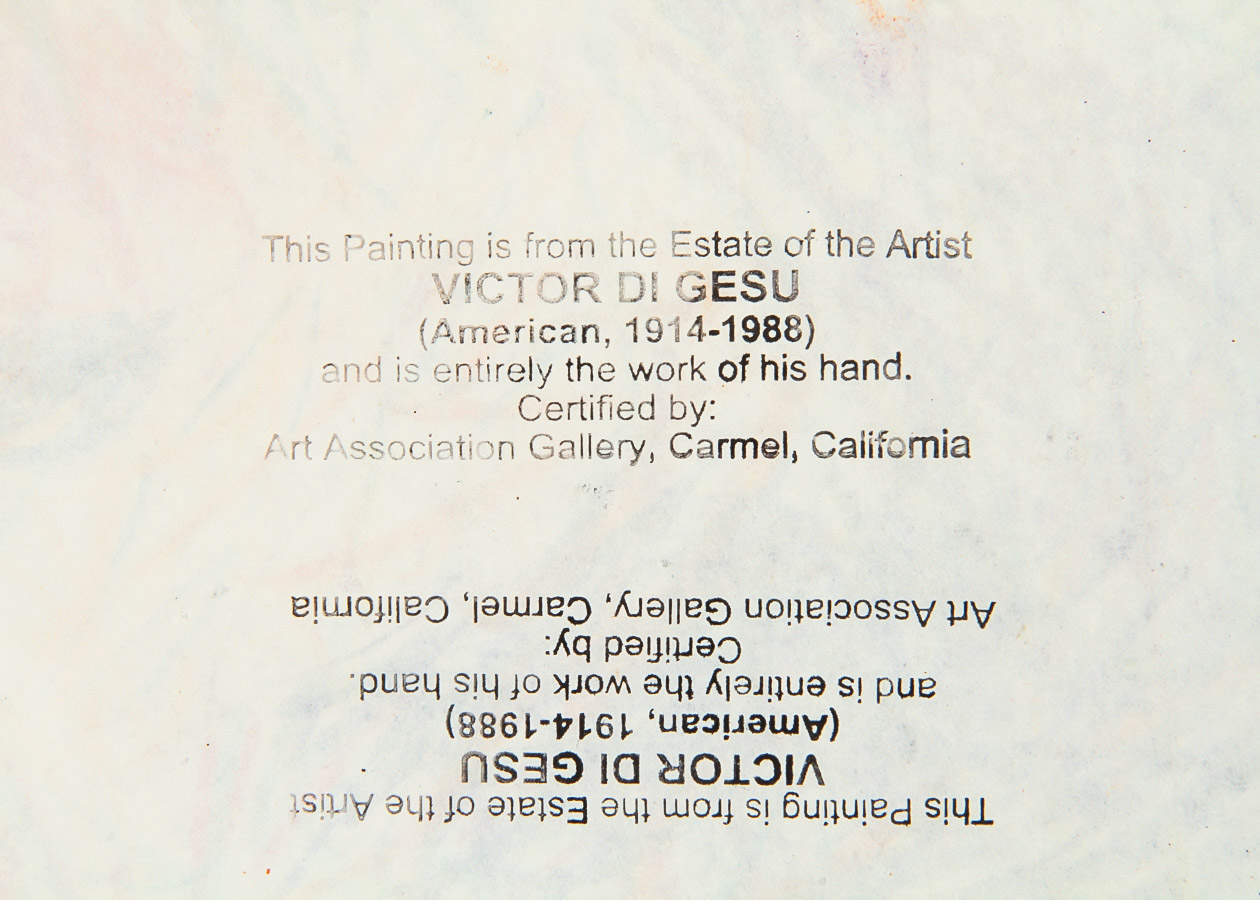 This Painting is from the Estate of the Artist
VICTOR DI GESU
(American, 1914-1988)
and is entirely the work of his hand.
Certified by:
Art Association Gallery, Carmel, California
This Painting is from the Estate of the Artist
VICTOR DI GESU
(American, 1914-1988)
and is entirely the work of his hand.
Certified by:
Art Association Gallery, Carmel, California